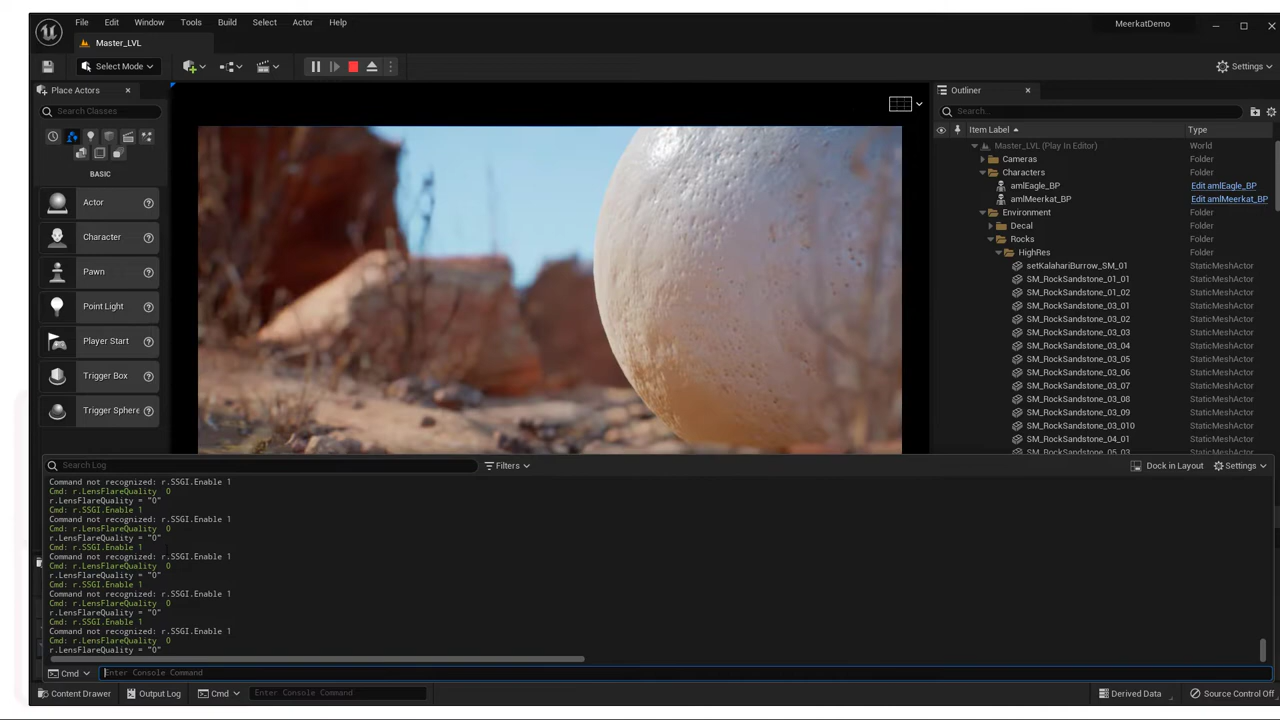 File Edit Window Tools Build Select Actor Help
MeerkatDemo
Master_LVL
Select Mode
Settings
Place Actors
Outliner
Search Classes
Search...
Item Label
Type
BASIC
Master_LVL (Play In Editor) World
Cameras Folder
Characters Folder
amlEagle_BP Edit amlEagle_BP
amlMeerkat_BP Edit amlMeerkat_BP
Environment Folder
Decal Folder
Rocks Folder
HighRes Folder
setKalahariBurrow_SM_01 StaticMeshActor
SM_RockSandstone_01_01 StaticMeshActor
SM_RockSandstone_01_02 StaticMeshActor
SM_RockSandstone_03_01 StaticMeshActor
SM_RockSandstone_03_02 StaticMeshActor
SM_RockSandstone_03_03 StaticMeshActor
SM_RockSandstone_03_04 StaticMeshActor
SM_RockSandstone_03_05 StaticMeshActor
SM_RockSandstone_03_06 StaticMeshActor
SM_RockSandstone_03_07 StaticMeshActor
SM_RockSandstone_03_08 StaticMeshActor
SM_RockSandstone_03_09 StaticMeshActor
SM_RockSandstone_03_010 StaticMeshActor
SM_RockSandstone_04_01 StaticMeshActor
SM_RockSandstone_05_03 StaticMeshActor
Actor
Character
Pawn
Point Light
Player Start
Trigger Box
Trigger Sphere
Search Log
Filters
Dock in Layout
Settings
Command not recognized: r.SSGI.Enable 1
Cmd: r.LensFlareQuality 0
r.LensFlareQuality = "0"
Cmd: r.SSGI.Enable 1
Command not recognized: r.SSGI.Enable 1
Cmd: r.LensFlareQuality 0
r.LensFlareQuality = "0"
Cmd: r.SSGI.Enable 1
Command not recognized: r.SSGI.Enable 1
Cmd: r.LensFlareQuality 0
r.LensFlareQuality = "0"
Cmd: r.SSGI.Enable 1
Command not recognized: r.SSGI.Enable 1
Cmd: r.LensFlareQuality 0
r.LensFlareQuality = "0"
Cmd: r.SSGI.Enable 1
Command not recognized: r.SSGI.Enable 1
Cmd: r.LensFlareQuality 0
r.LensFlareQuality = "0"
Cmd Enter Console Command
Content Drawer Output Log Cmd Enter Console Command Derived Data Source Control Off